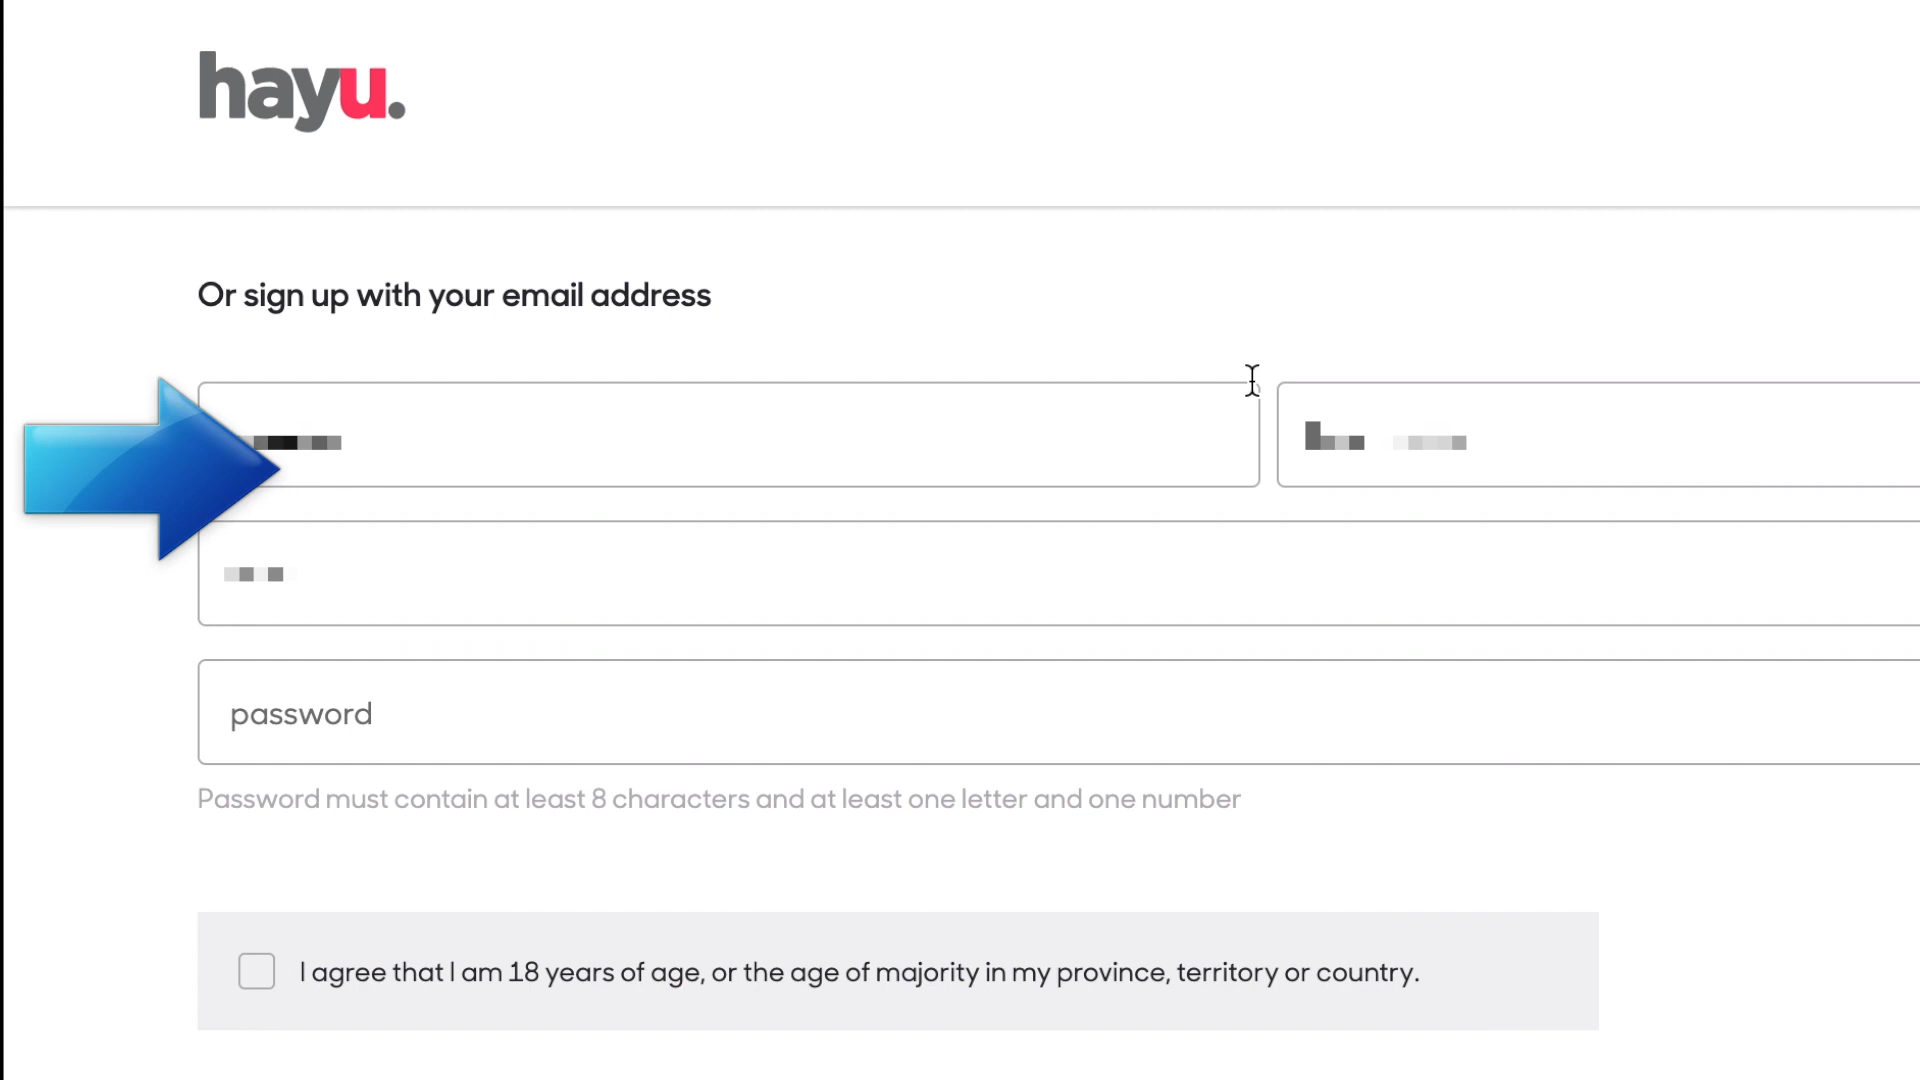 hayu.
Or sign up with your email address
password
Password must contain at least 8 characters and at least one letter and one number
I agree that I am 18 years of age, or the age of majority in my province, territory or country.